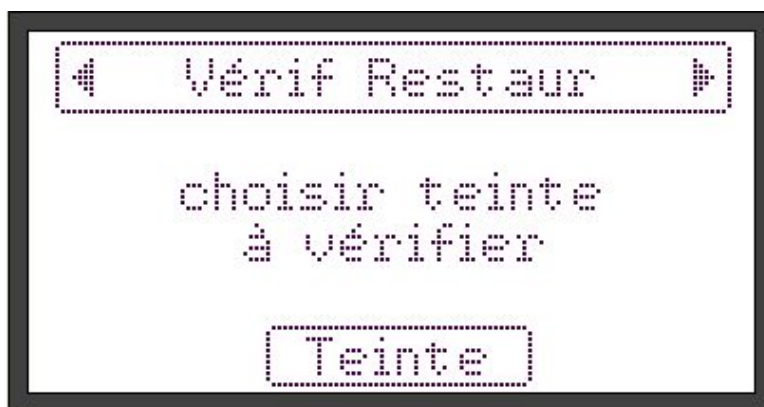 Vérif Restaur
choisir teinte
à vérifier
Teinte